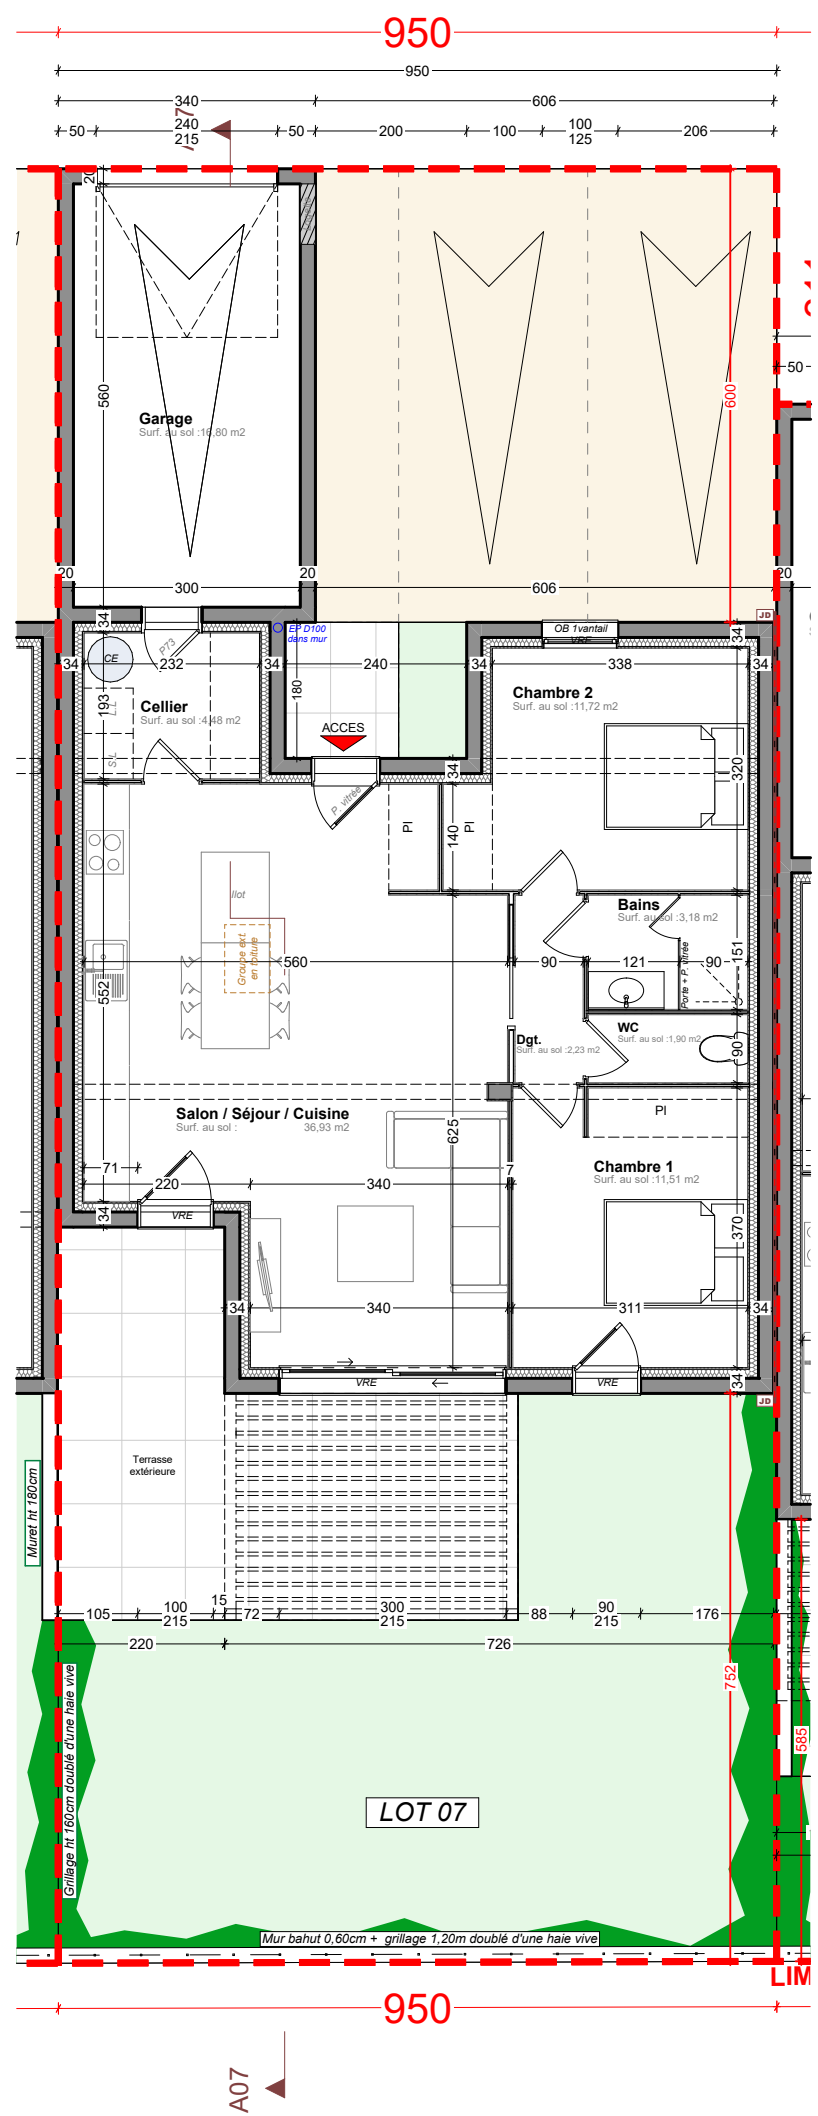 950
950
340
606
50
240
215
50
200
100
100
125
206
20
50
560
600
Garage
Surf. au sol :16,80 m2
20
300
20
606
20
JD
34
EP D100
dans mur
OB 1vantail
VRE
34
CE
P73
34
232
34
240
34
338
34
193
L.L
Cellier
Surf. au sol :4,48 m2
180
Chambre 2
Surf. au sol :11,72 m2
ACCES
S.L
34
320
P. vitrée
Pl
140
Pl
Ilot
Bains
Surf. au sol :3,18 m2
Groupe ext.
en toiture
560
90
121
90
151
Porte + P. vitrée
552
WC
Surf. au sol :1,90 m2
Dgt.
Surf. au sol :2,23 m2
90
Salon / Séjour / Cuisine
Surf. au sol : 36,93 m2
625
Pl
71
220
340
7
Chambre 1
Surf. au sol :11,51 m2
34
VRE
370
34
340
311
34
VRE
VRE
34
JD
Terrasse
extérieure
Muret ht 180cm
105
100
215
15
72
300
215
88
90
215
176
220
726
752
585
Grillage ht 160cm doublé d'une haie vive
LOT 07
Mur bahut 0,60cm + grillage 1,20m doublé d'une haie vive
LIM
950
A07